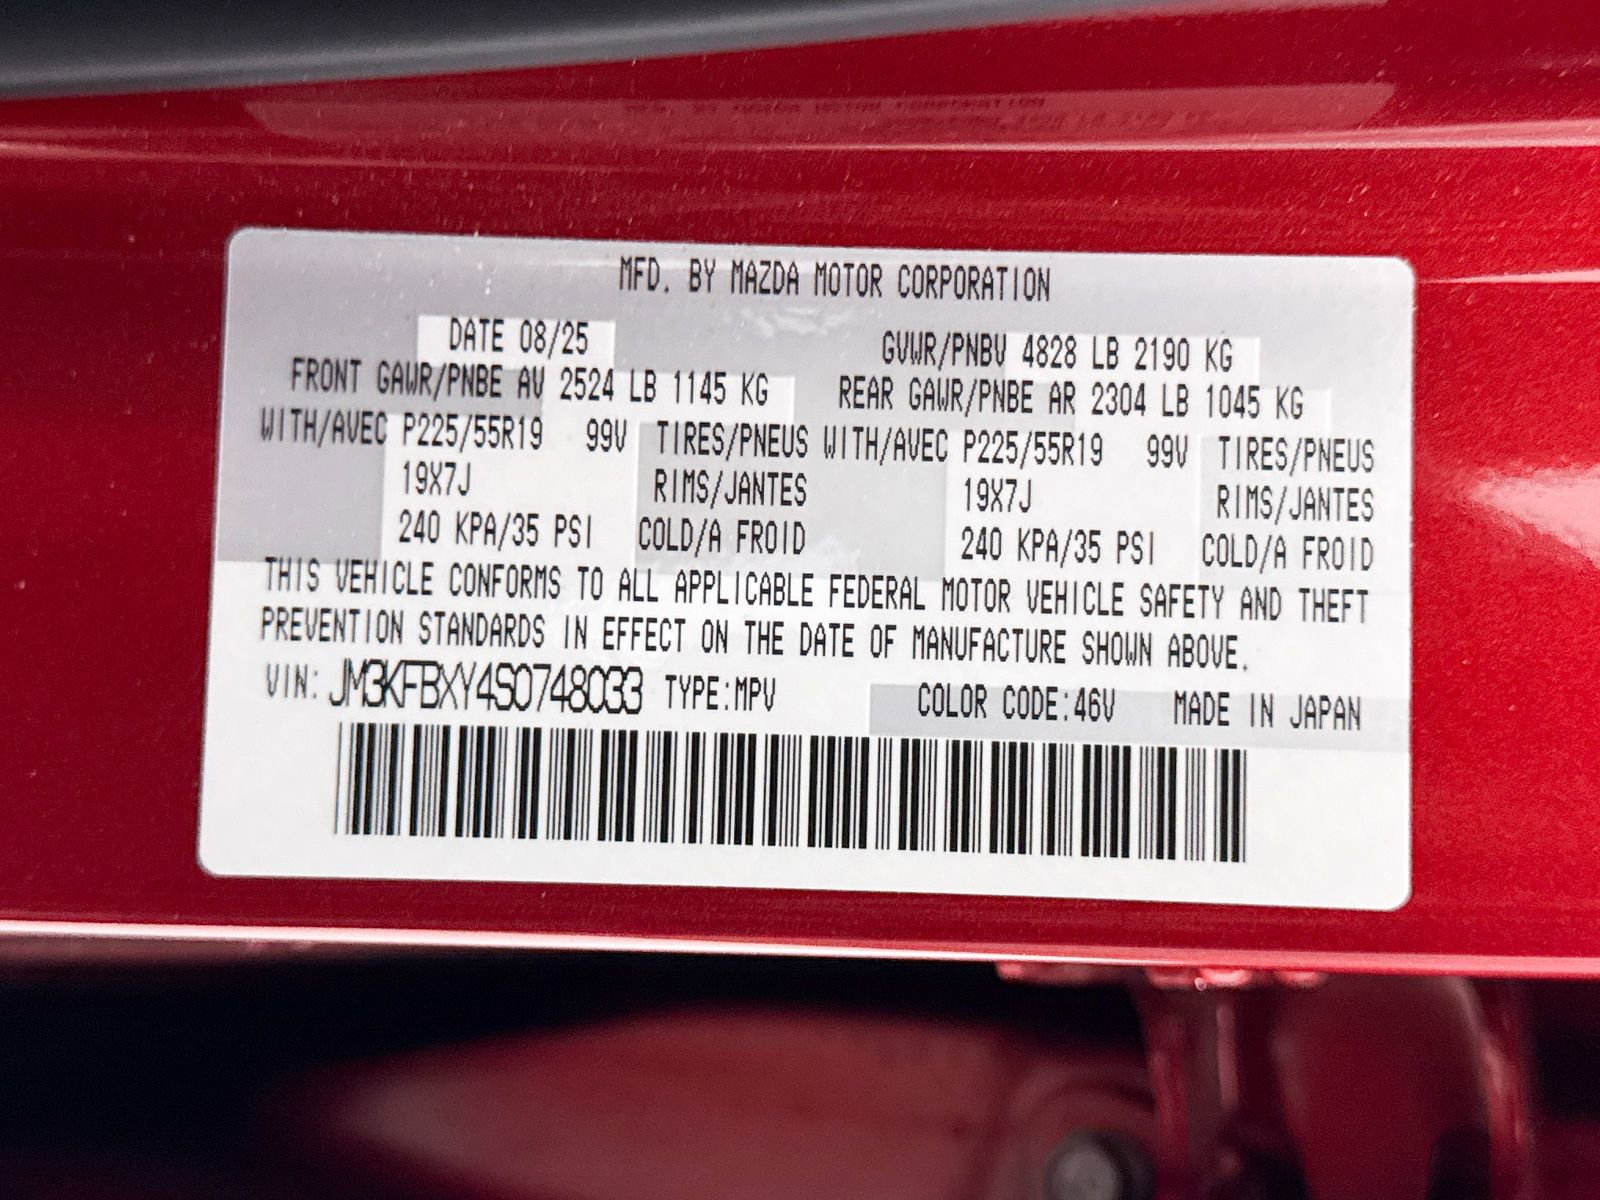 MFD. BY MAZDA MOTOR CORPORATION
DATE 08/25 GVWR/PNBV 4828 LB 2190 KG
FRONT GAWR/PNBE AV 2524 LB 1145 KG REAR GAWR/PNBE AR 2304 LB 1045 KG
WITH/AVEC P225/55R19 99V TIRES/PNEUS WITH/AVEC P225/55R19 99V TIRES/PNEUS
19X7J RIMS/JANTES 19X7J RIMS/JANTES
240 KPA/35 PSI COLD/A FROID 240 KPA/35 PSI COLD/A FROID
THIS VEHICLE CONFORMS TO ALL APPLICABLE FEDERAL MOTOR VEHICLE SAFETY AND THEFT
PREVENTION STANDARDS IN EFFECT ON THE DATE OF MANUFACTURE SHOWN ABOVE.
VIN: JM3KFBXY4S0748033 TYPE:MPV COLOR CODE:46V MADE IN JAPAN